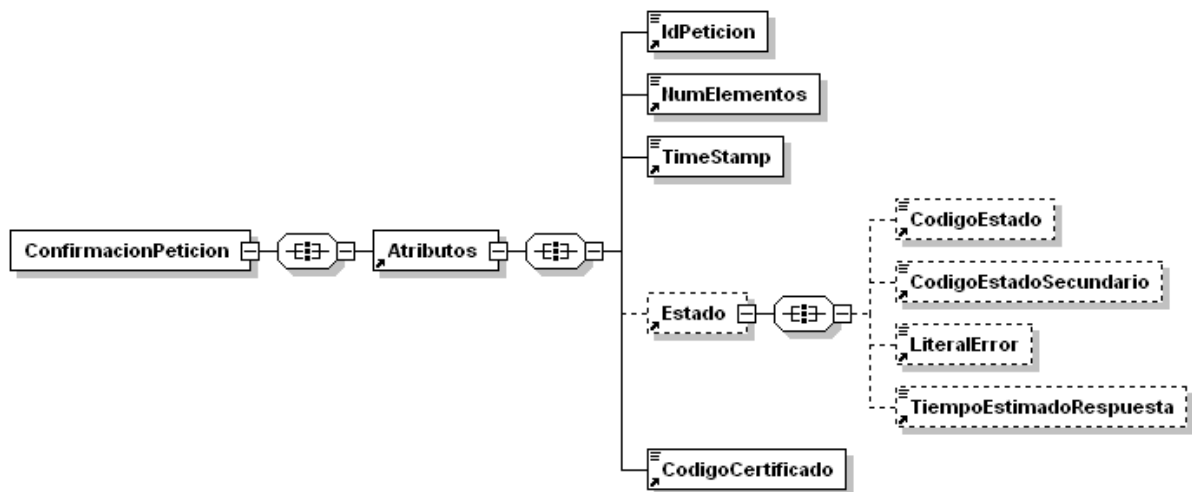 IdPeticion
NumElementos
TimeStamp
CodigoEstado
ConfirmacionPeticion
Atributos
CodigoEstadoSecundario
Estado
LiteralError
TiempoEstimadoRespuesta
CodigoCertificado